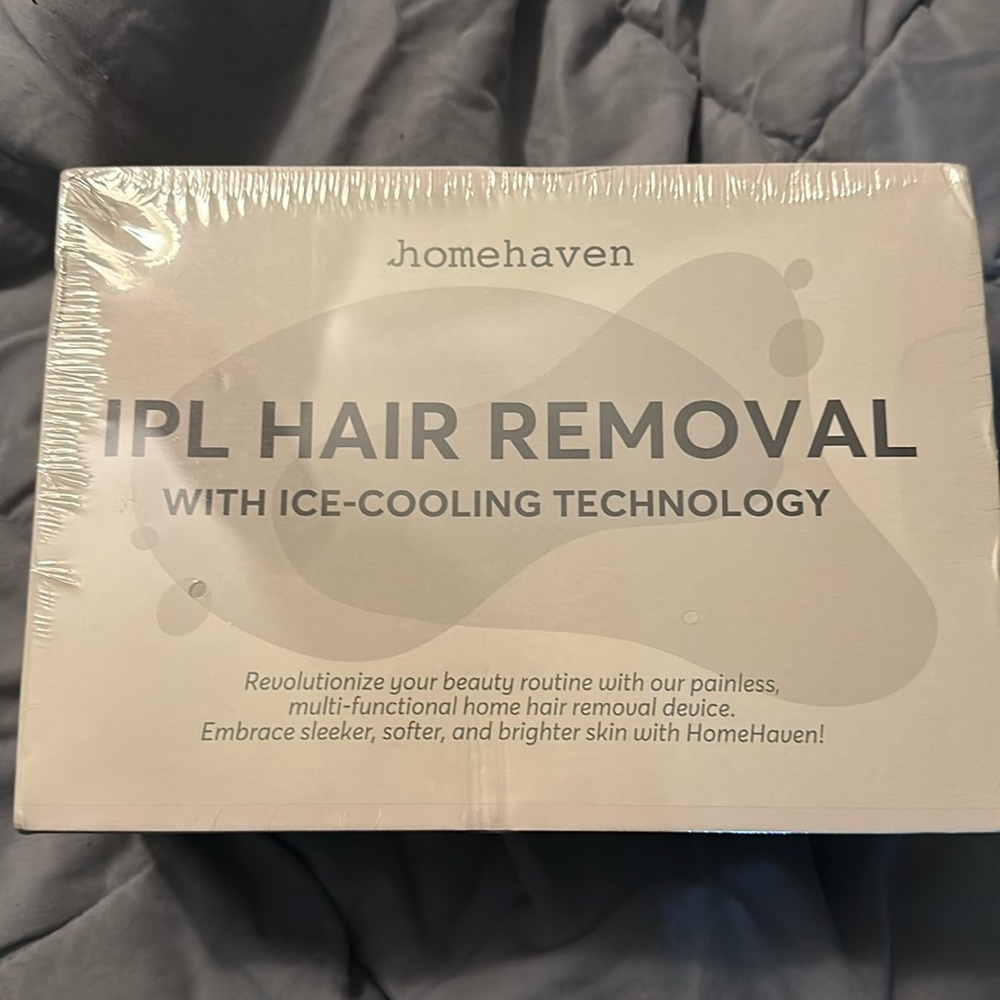 homehaven
IPL HAIR REMOVAL
WITH ICE-COOLING TECHNOLOGY
Revolutionize your beauty routine with our painless,
multi-functional home hair removal device.
Embrace sleeker, softer, and brighter skin with HomeHaven!